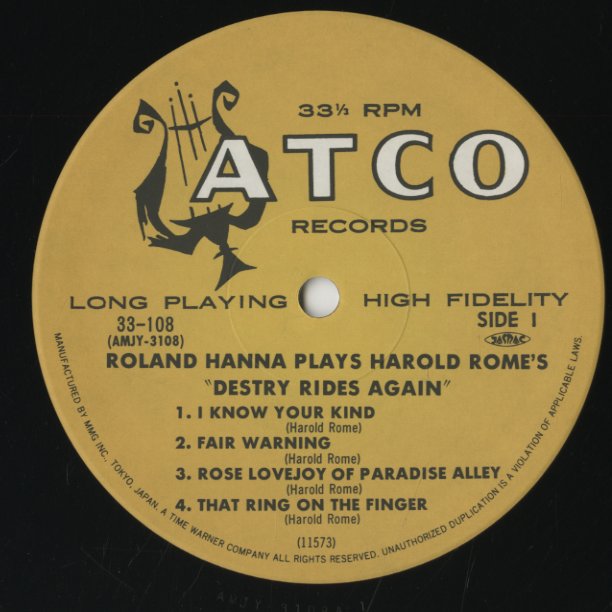 33⅓ RPM
ATCO
RECORDS
LONG PLAYING HIGH FIDELITY
33-108 SIDE 1
(AMJY-3108)
JASRAC
ROLAND HANNA PLAYS HAROLD ROME'S
"DESTRY RIDES AGAIN"
1. I KNOW YOUR KIND
(Harold Rome)
2. FAIR WARNING
(Harold Rome)
3. ROSE LOVEJOY OF PARADISE ALLEY
(Harold Rome)
4. THAT RING ON THE FINGER
(Harold Rome)
(11573)
MANUFACTURED BY MMG INC., TOKYO, JAPAN. A TIME WARNER COMPANY ALL RIGHTS RESERVED. UNAUTHORIZED DUPLICATION IS A VIOLATION OF APPLICABLE LAWS.